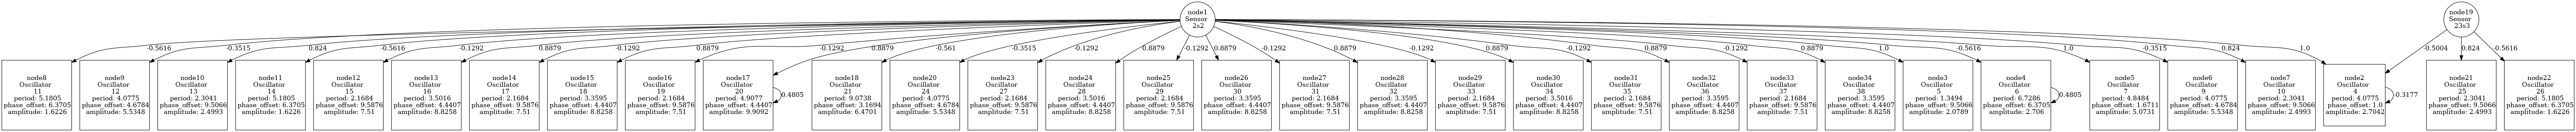 node1
Sensor
2s2
node19
Sensor
23s3
-0.5616
-0.3515
0.824
-0.5616
-0.1292
0.8879
-0.1292
0.8879
-0.1292
0.8879
-0.561
-0.3515
-0.1292
0.8879
-0.1292
0.8879
-0.1292
0.8879
-0.1292
0.8879
-0.1292
0.8879
-0.1292
0.8879
1.0
-0.5616
1.0
-0.3515
0.824
1.0
-0.5004
0.824
-0.5616
node8
Oscillator
11
period: 5.1805
phase_offset: 6.3705
amplitude: 1.6226
node9
Oscillator
12
period: 4.0775
phase_offset: 4.6784
amplitude: 5.5348
node10
Oscillator
13
period: 2.3041
phase_offset: 9.5066
amplitude: 2.4993
node11
Oscillator
14
period: 5.1805
phase_offset: 6.3705
amplitude: 1.6226
node12
Oscillator
15
period: 2.1684
phase_offset: 9.5876
amplitude: 7.51
node13
Oscillator
16
period: 3.5016
phase_offset: 4.4407
amplitude: 8.8258
node14
Oscillator
17
period: 2.1684
phase_offset: 9.5876
amplitude: 7.51
node15
Oscillator
18
period: 3.3595
phase_offset: 4.4407
amplitude: 8.8258
node16
Oscillator
19
period: 2.1684
phase_offset: 9.5876
amplitude: 7.51
node17
Oscillator
20
period: 4.9077
phase_offset: 4.4407
amplitude: 9.9092
0.4805
node18
Oscillator
21
period: 9.0738
phase_offset: 3.1694
amplitude: 6.4701
node20
Oscillator
24
period: 4.0775
phase_offset: 4.6784
amplitude: 5.5348
node23
Oscillator
27
period: 2.1684
phase_offset: 9.5876
amplitude: 7.51
node24
Oscillator
28
period: 3.5016
phase_offset: 4.4407
amplitude: 8.8258
node25
Oscillator
29
period: 2.1684
phase_offset: 9.5876
amplitude: 7.51
node26
Oscillator
30
period: 3.3595
phase_offset: 4.4407
amplitude: 8.8258
node27
Oscillator
31
period: 2.1684
phase_offset: 9.5876
amplitude: 7.51
node28
Oscillator
32
period: 3.3595
phase_offset: 4.4407
amplitude: 8.8258
node29
Oscillator
33
period: 2.1684
phase_offset: 9.5876
amplitude: 7.51
node30
Oscillator
34
period: 3.5016
phase_offset: 4.4407
amplitude: 8.8258
node31
Oscillator
35
period: 2.1684
phase_offset: 9.5876
amplitude: 7.51
node32
Oscillator
36
period: 3.3595
phase_offset: 4.4407
amplitude: 8.8258
node33
Oscillator
37
period: 2.1684
phase_offset: 9.5876
amplitude: 7.51
node34
Oscillator
38
period: 3.3595
phase_offset: 4.4407
amplitude: 8.8258
node3
Oscillator
5
period: 1.3494
phase_offset: 9.5066
amplitude: 2.0789
node4
Oscillator
6
period: 6.7286
phase_offset: 6.3705
amplitude: 2.706
0.4805
node5
Oscillator
7
period: 4.8484
phase_offset: 1.6711
amplitude: 5.0731
node6
Oscillator
9
period: 4.0775
phase_offset: 4.6784
amplitude: 5.5348
node7
Oscillator
10
period: 2.3041
phase_offset: 9.5066
amplitude: 2.4993
node2
Oscillator
4
period: 4.0775
phase_offset: 1.0
amplitude: 2.7042
0.3177
node21
Oscillator
25
period: 2.3041
phase_offset: 9.5066
amplitude: 2.4993
node22
Oscillator
26
period: 5.1805
phase_offset: 6.3705
amplitude: 1.6226